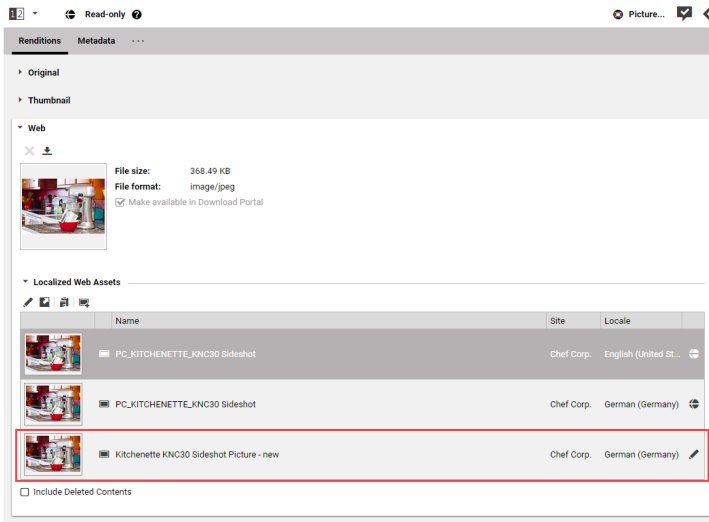 1 2 Read-only Picture...
Renditions Metadata ...
Original
Thumbnail
Web
File size: 368.49 KB
File format: image/jpeg
Make available in Download Portal
Localized Web Assets
Name Site Locale
PC_KITCHENETTE_KNC30 Sideshot Chef Corp. English (United St...
PC_KITCHENETTE_KNC30 Sideshot Chef Corp. German (Germany)
Kitchenette KNC30 Sideshot Picture - new Chef Corp. German (Germany)
Include Deleted Contents